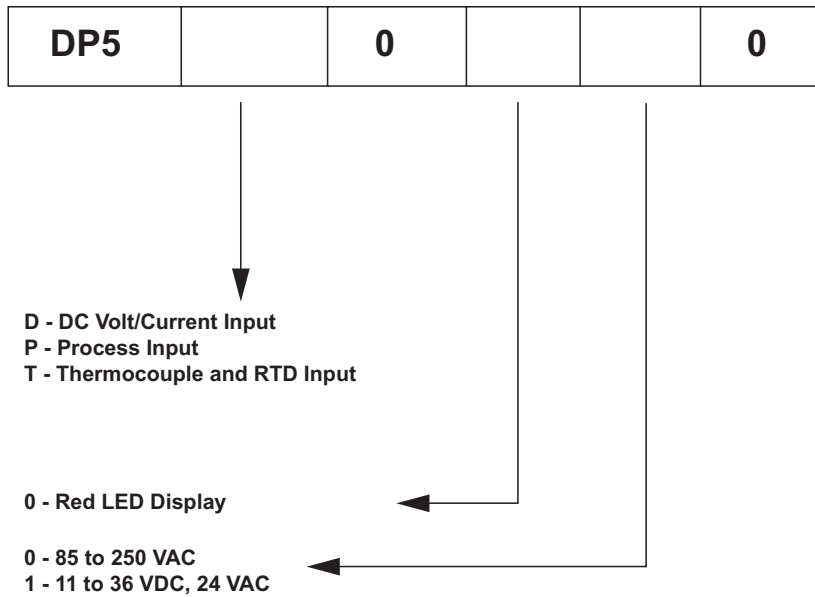 DP5 0 0
D - DC Volt/Current Input
P - Process Input
T - Thermocouple and RTD Input
0 - Red LED Display
0 - 85 to 250 VAC
1 - 11 to 36 VDC, 24 VAC